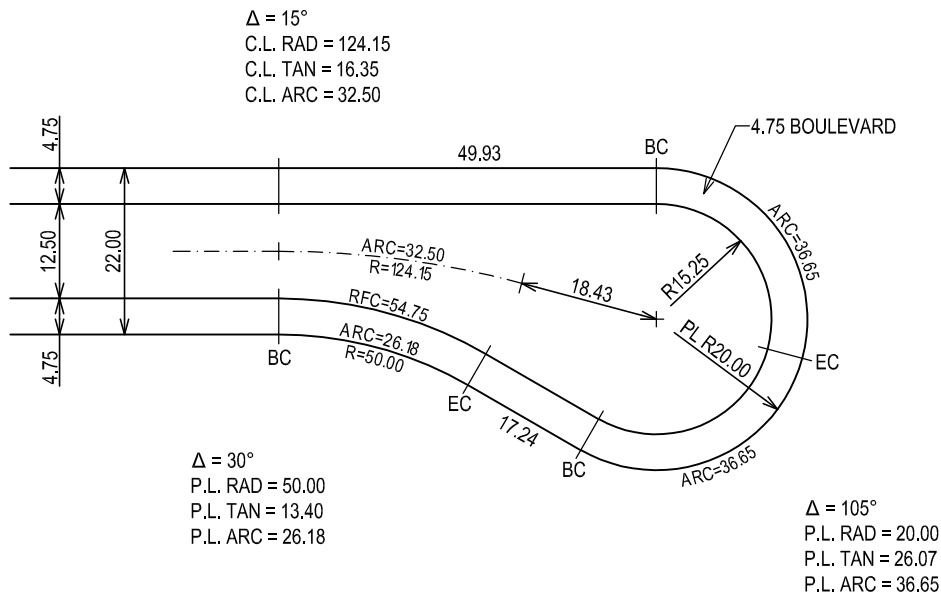 Δ = 15°
C.L. RAD = 124.15
C.L. TAN = 16.35
C.L. ARC = 32.50
4.75
49.93
BC
4.75 BOULEVARD
ARC=36.65
12.50
22.00
ARC=32.50
R=124.15
18.43
R15.25
RFC=54.75
PL R20.00
4.75
BC
ARC=26.18
R=50.00
EC
EC
17.24
BC
ARC=36.65
Δ = 30°
P.L. RAD = 50.00
P.L. TAN = 13.40
P.L. ARC = 26.18
Δ = 105°
P.L. RAD = 20.00
P.L. TAN = 26.07
P.L. ARC = 36.65